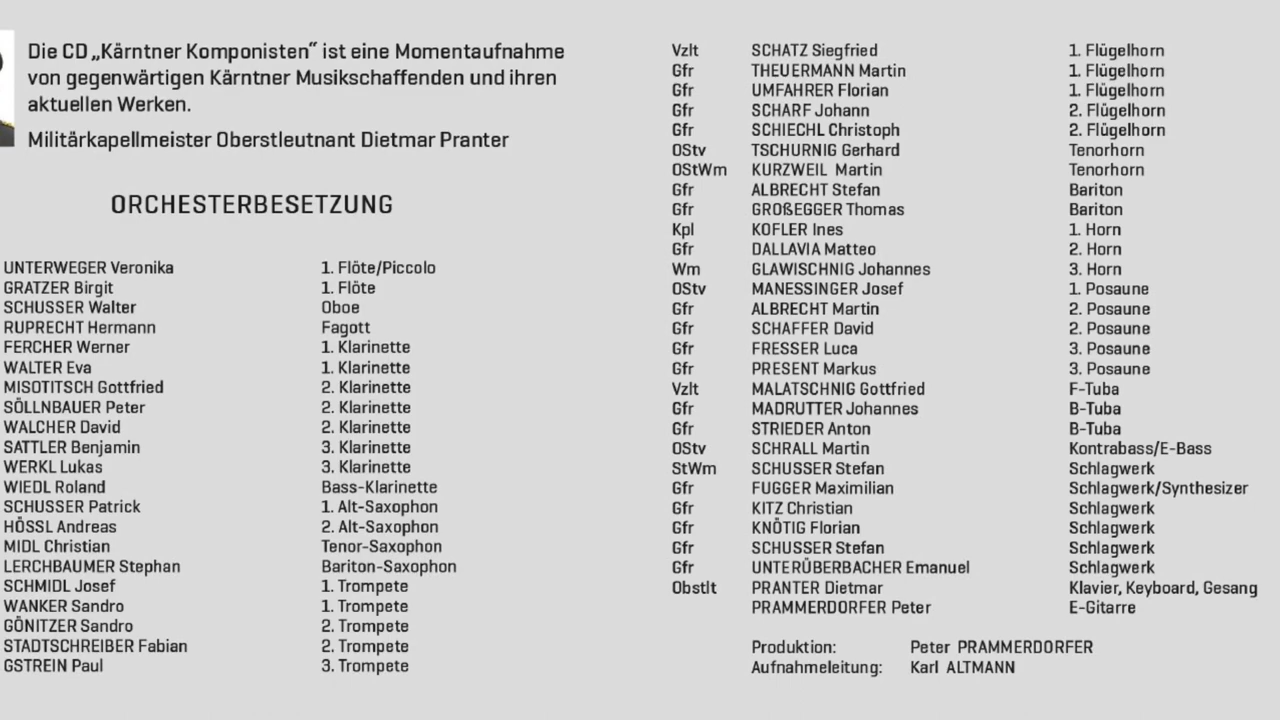 Die CD „Kärntner Komponisten“ ist eine Momentaufnahme
von gegenwärtigen Kärntner Musikschaffenden und ihren
aktuellen Werken.
Militärkapellmeister Oberstleutnant Dietmar Pranter
ORCHESTERBESETZUNG
UNTERWEGER Veronika 1. Flöte/Piccolo
GRATZER Birgit 1. Flöte
SCHUSSER Walter Oboe
RUPRECHT Hermann Fagott
FERCHER Werner 1. Klarinette
WALTER Eva 1. Klarinette
MISOTITSCH Gottfried 2. Klarinette
SÖLLNBAUER Peter 2. Klarinette
WALCHER David 2. Klarinette
SATTLER Benjamin 3. Klarinette
WERKL Lukas 3. Klarinette
WIEDL Roland Bass-Klarinette
SCHUSSER Patrick 1. Alt-Saxophon
HÖSSL Andreas 2. Alt-Saxophon
MIDL Christian Tenor-Saxophon
LERCHBAUMER Stephan Bariton-Saxophon
SCHMIDL Josef 1. Trompete
WANKER Sandro 1. Trompete
GÖNITZER Sandro 2. Trompete
STADTSCHREIBER Fabian 2. Trompete
GSTREIN Paul 3. Trompete
Vzlt SCHATZ Siegfried 1. Flügelhorn
Gfr THEUERMANN Martin 1. Flügelhorn
Gfr UMFAHRER Florian 1. Flügelhorn
Gfr SCHARF Johann 2. Flügelhorn
Gfr SCHIECHL Christoph 2. Flügelhorn
OStv TSCHURNIG Gerhard Tenorhorn
OStWm KURZWEIL Martin Tenorhorn
Gfr ALBRECHT Stefan Bariton
Gfr GROßEGGER Thomas Bariton
Kpl KOFLER Ines 1. Horn
Gfr DALLAVIA Matteo 2. Horn
Wm GLAWISCHNIG Johannes 3. Horn
OStv MANESSINGER Josef 1. Posaune
Gfr ALBRECHT Martin 2. Posaune
Gfr SCHAFFER David 2. Posaune
Gfr FRESSER Luca 3. Posaune
Gfr PRESENT Markus 3. Posaune
Vzlt MALATSCHNIG Gottfried F-Tuba
Gfr MADRUTTER Johannes B-Tuba
Gfr STRIEDER Anton B-Tuba
OStv SCHRALL Martin Kontrabass/E-Bass
StWm SCHUSSER Stefan Schlagwerk
Gfr FUGGER Maximilian Schlagwerk/Synthesizer
Gfr KITZ Christian Schlagwerk
Gfr KNÖTIG Florian Schlagwerk
Gfr SCHUSSER Stefan Schlagwerk
Gfr UNTERÜBERBACHER Emanuel Schlagwerk
Obstlt PRANTER Dietmar Klavier, Keyboard, Gesang
PRAMMERDORFER Peter E-Gitarre
Produktion: Peter PRAMMERDORFER
Aufnahmeleitung: Karl ALTMANN